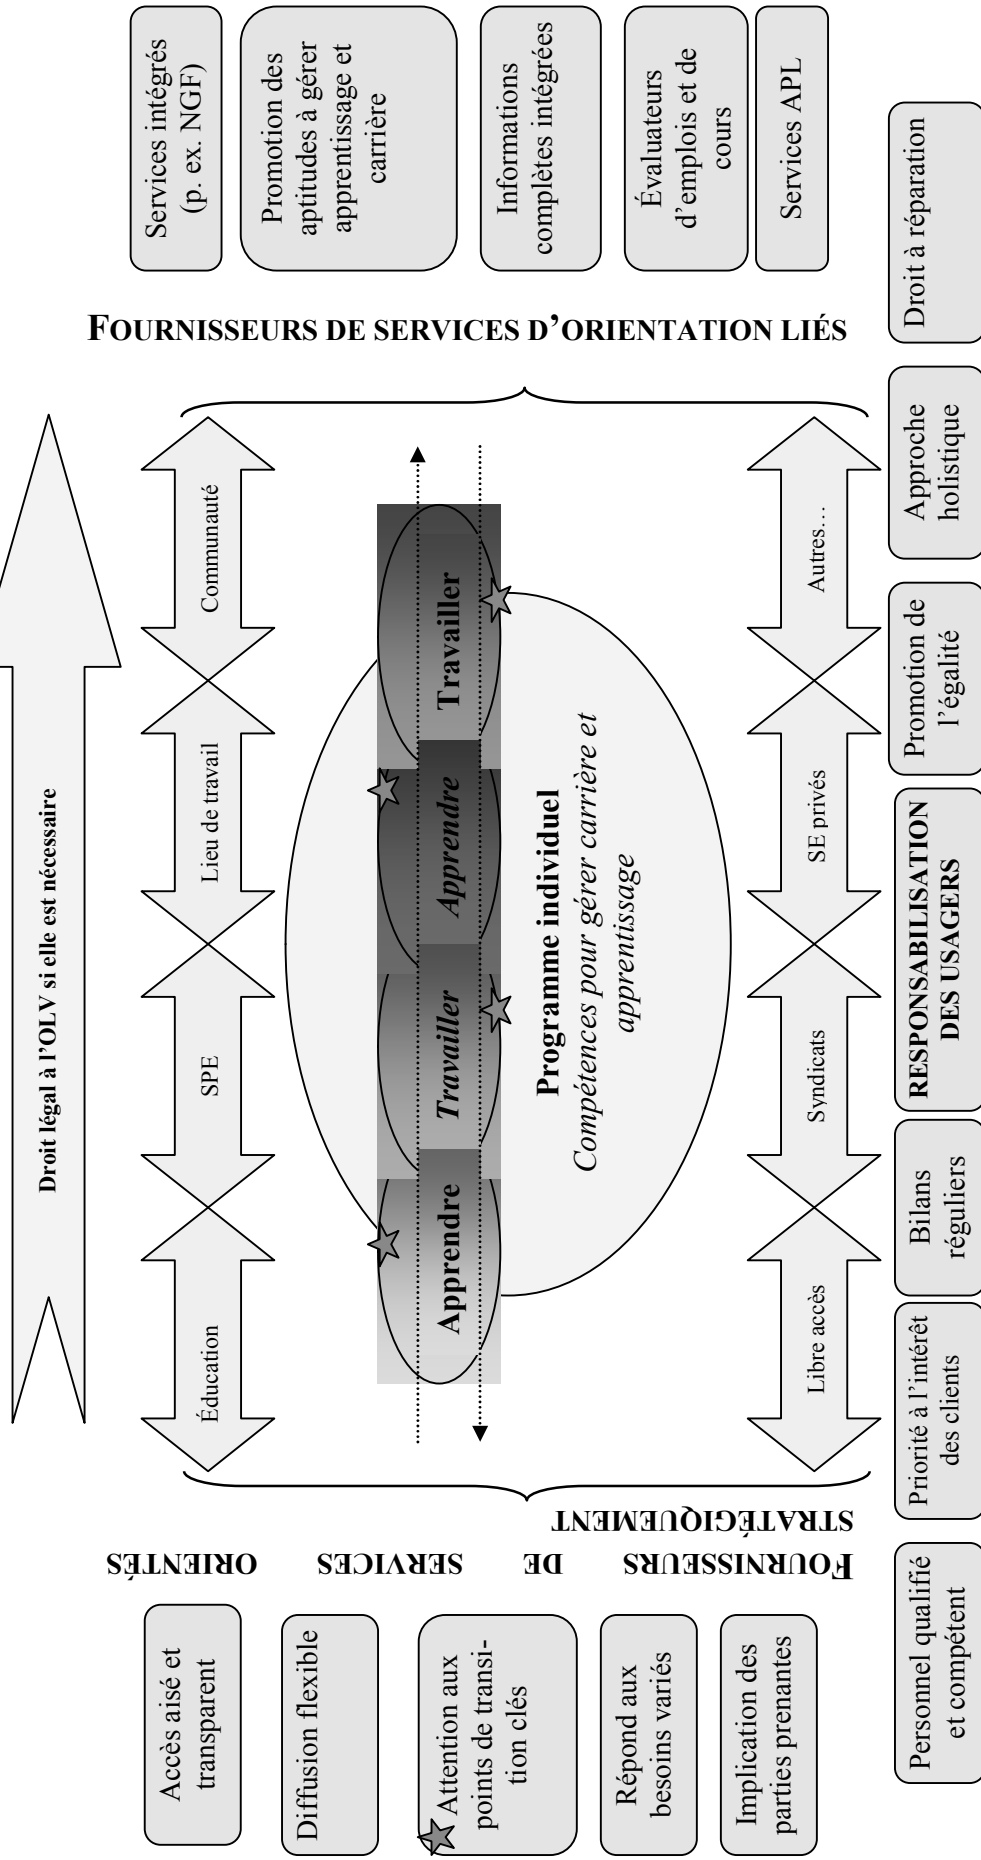 Droit légal à l'OLV si elle est nécessaire
Accès aisé et
transparent
Diffusion flexible
Attention aux
points de transi-
tion clés
Répond aux
besoins variés
Implication des
parties prenantes
FOURNISSEURS DE SERVICES ORIENTÉS
STRATÉGIQUEMENT
Éducation
SPE
Lieu de travail
Communauté
Apprendre
Travailler
Apprendre
Travailler
Programme individuel
Compétences pour gérer carrière et
apprentissage
Libre accès
Syndicats
SE privés
Autres…
FOURNISSEURS DE SERVICES D'ORIENTATION LIÉS
Services intégrés
(p. ex. NGF)
Promotion des
aptitudes à gérer
apprentissage et
carrière
Informations
complètes intégrées
Évaluateurs
d'emplois et de
cours
Services APL
Personnel qualifié
et compétent
Priorité à l'intérêt
des clients
Bilans
réguliers
RESPONSABILISATION
DES USAGERS
Promotion de
l'égalité
Approche
holistique
Droit à réparation